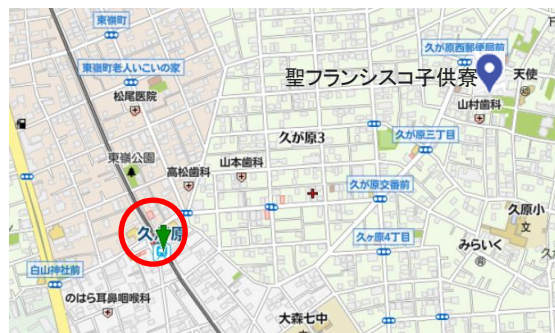 東嶺町
東嶺町老人いこいの家
松尾医院
久が原西郵便局前
聖フランシスコ子供寮
天使
山村歯科
久が原3
久が原三丁目
東嶺公園
高松歯科
山本歯科
久が原交番前
久原小
文
久が原
久ヶ原4丁目
みらいく
白山神社前
のはら耳鼻咽喉科
大森七中